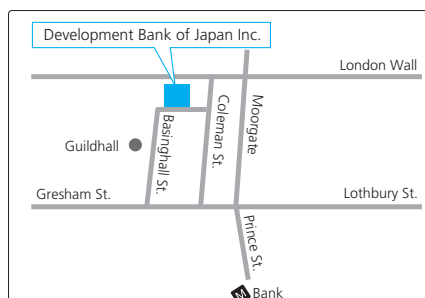 Development Bank of Japan Inc.
London Wall
Coleman St.
Moorgate
Basinghall St.
Guildhall
Gresham St.
Lothbury St.
Prince St.
M Bank